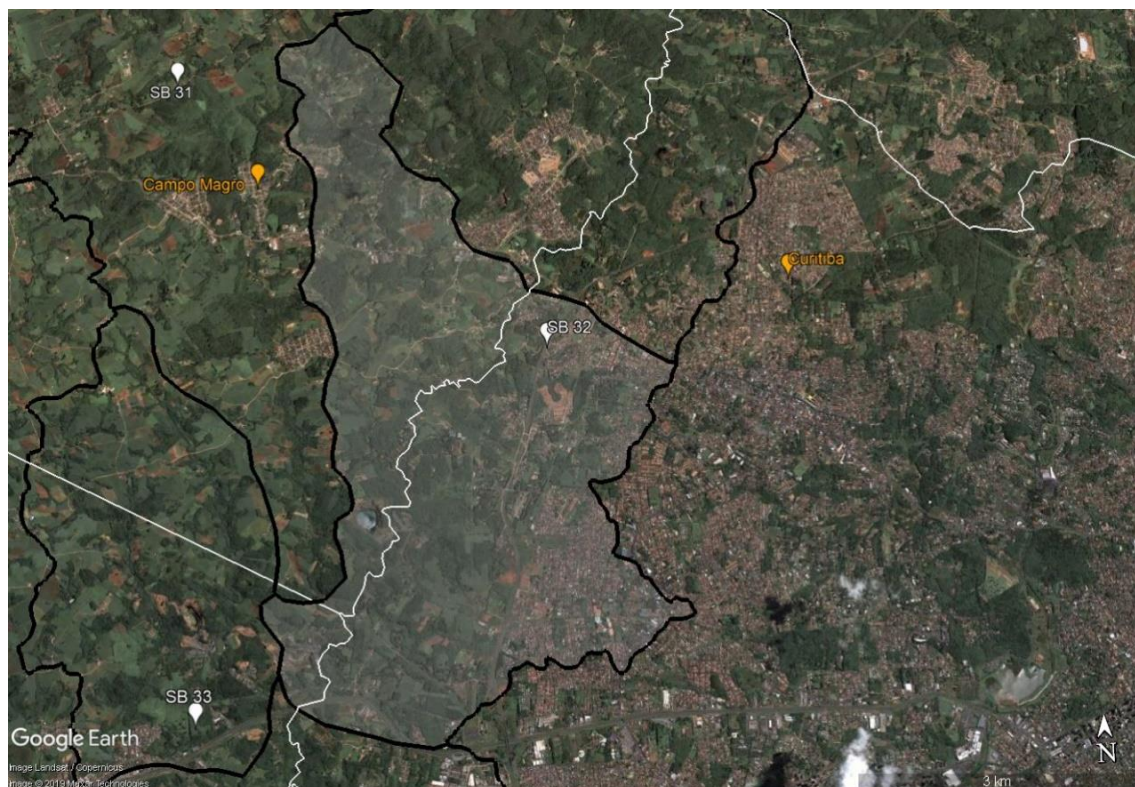 SB 31
Campo Magro
Curitiba
SB 32
SB 33
Google Earth
Image Landsat / Copernicus
Image © 2019 Maxar Technologies
3 km
N